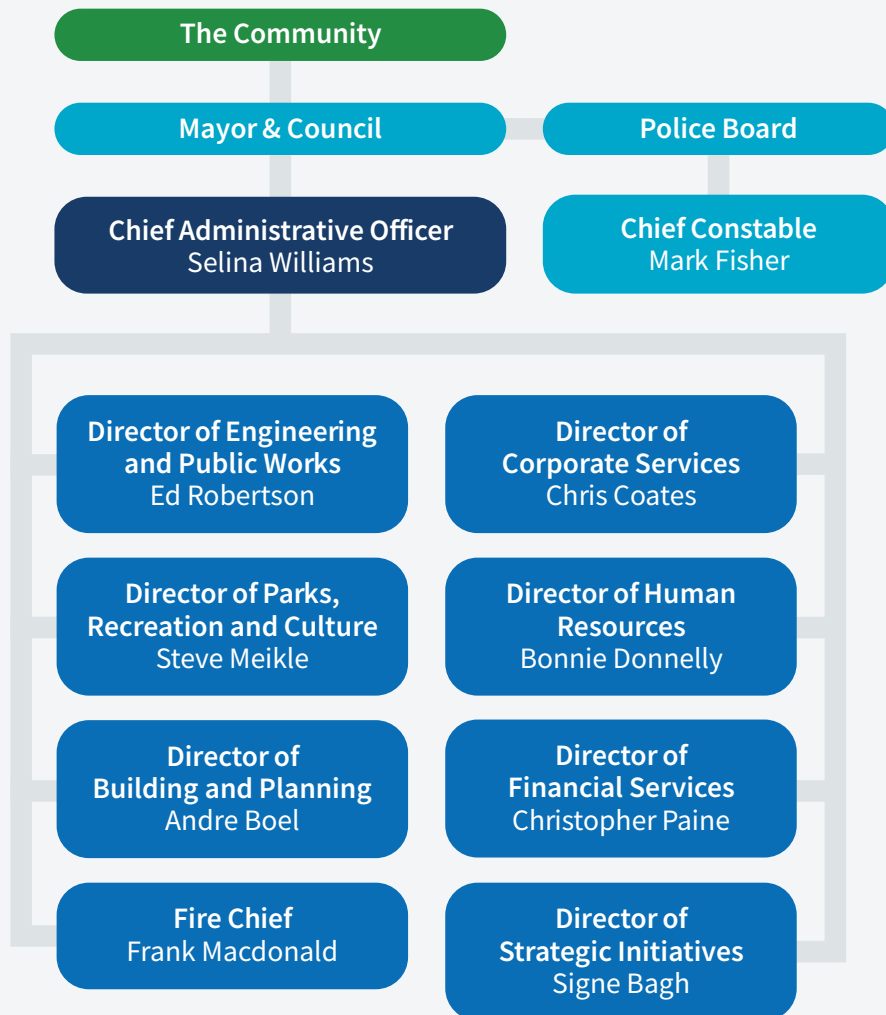 The Community
Mayor & Council
Police Board
Chief Administrative Officer
Selina Williams
Chief Constable
Mark Fisher
Director of Engineering
and Public Works
Ed Robertson
Director of
Corporate Services
Chris Coates
Director of Parks,
Recreation and Culture
Steve Meikle
Director of Human
Resources
Bonnie Donnelly
Director of
Building and Planning
Andre Boel
Director of
Financial Services
Christopher Paine
Fire Chief
Frank Macdonald
Director of
Strategic Initiatives
Signe Bagh